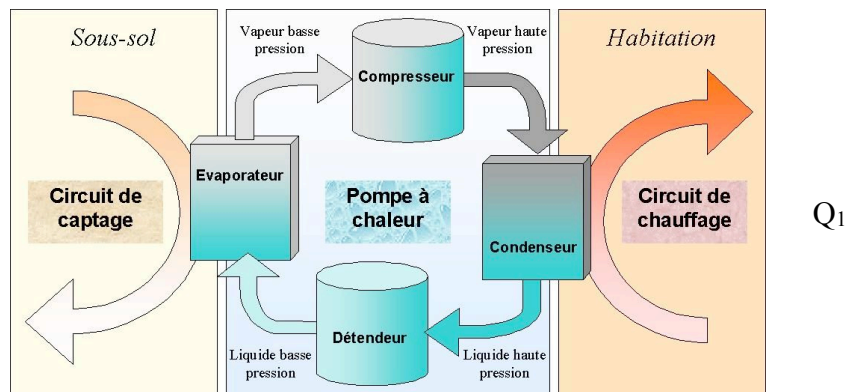 Sous-sol
Vapeur basse
pression
Vapeur haute
pression
Habitation
Compresseur
Evaporateur
Circuit de
captage
Pompe à
chaleur
Condenseur
Circuit de
chauffage
Q1
Détendeur
Liquide basse
pression
Liquide haute
pression